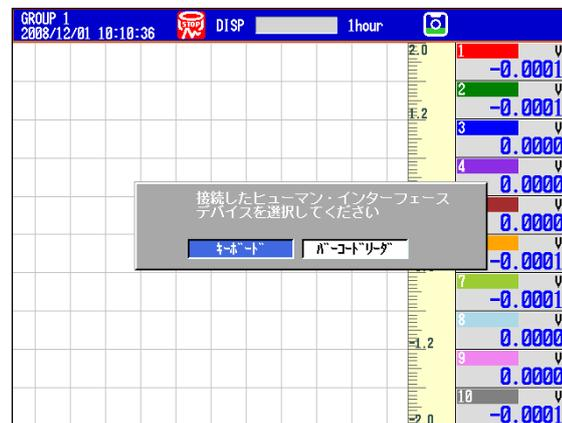 GROUP 1
2008/12/01 10:10:36
STOP
DISP
1hour
2.0
1.2
-1.2
-2.0
接続したヒューマン・インターフェース
デバイスを選択してください
キーボード
バーコードリーダ
1 V
-0.0001
2 V
-0.0001
3 V
0.0000
4 V
0.0000
0.0000
-0.0001
7 V
-0.0001
8 V
0.0000
9 V
0.0000
10 V
-0.0001